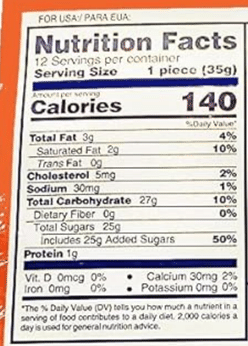 FOR USA:/ PARA EUA:
Nutrition Facts
12 Servings per container
Serving Size 1 piece (35g)
Amount per serving
Calories 140
%Daily Value*
Total Fat 3g 4%
Saturated Fat 2g 10%
Trans Fat 0g
Cholesterol 5mg 2%
Sodium 30mg 1%
Total Carbohydrate 27g 10%
Dietary Fiber 0g 0%
Total Sugars 25g
Includes 25g Added Sugars 50%
Protein 1g
Vit. D 0mcg 0% • Calcium 30mg 2%
Iron 0mg 0% • Potassium 0mg 0%
*The % Daily Value (DV) tells you how much a nutrient in a
serving of food contributes to a daily diet. 2,000 calories a
day is used for general nutrition advice.